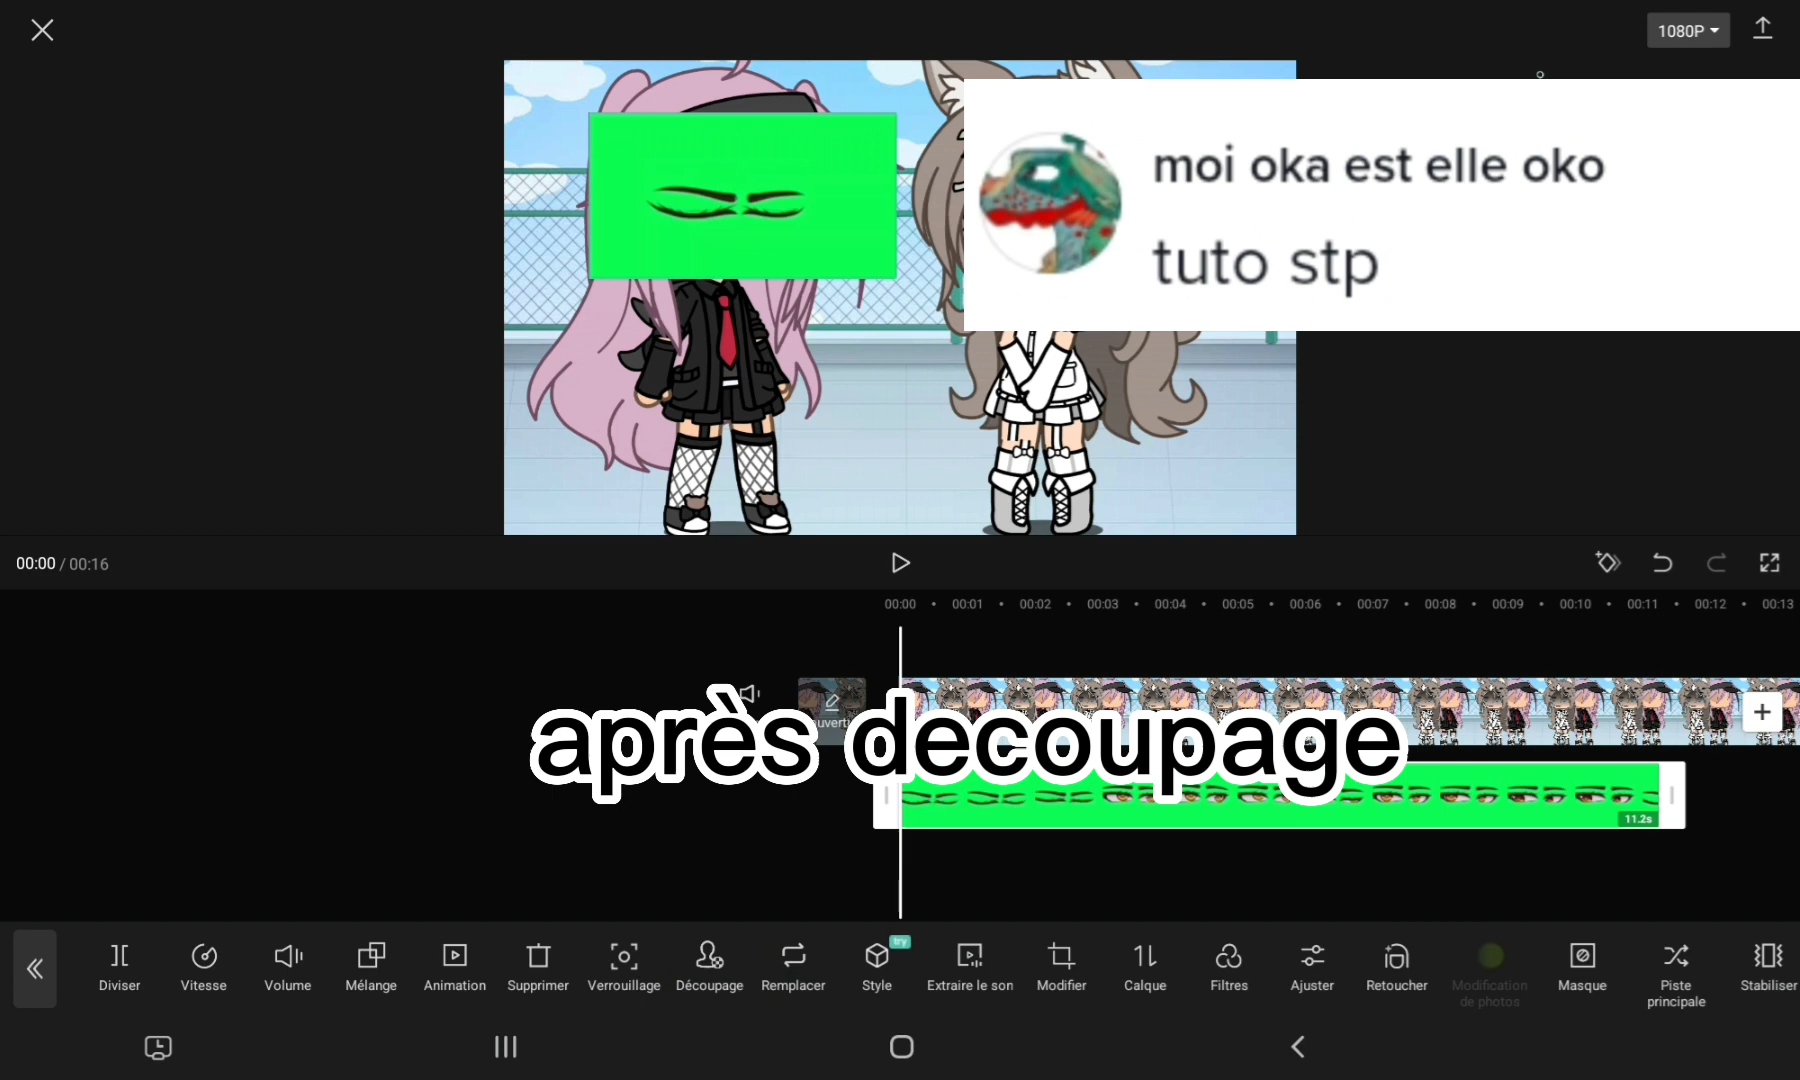 1080P
moi oka est elle oko
tuto stp
00:00 / 00:16
00:00 00:01 00:02 00:03 00:04 00:05 00:06 00:07 00:08 00:09 00:10 00:11 00:12 00:13
après decoupage
11.2s
try
Diviser Vitesse Volume Mélange Animation Supprimer Verrouillage Découpage Remplacer Style Extraire le son Modifier Calque Filtres Ajuster Retoucher Modification Masque Piste Stabiliser
de photos principale